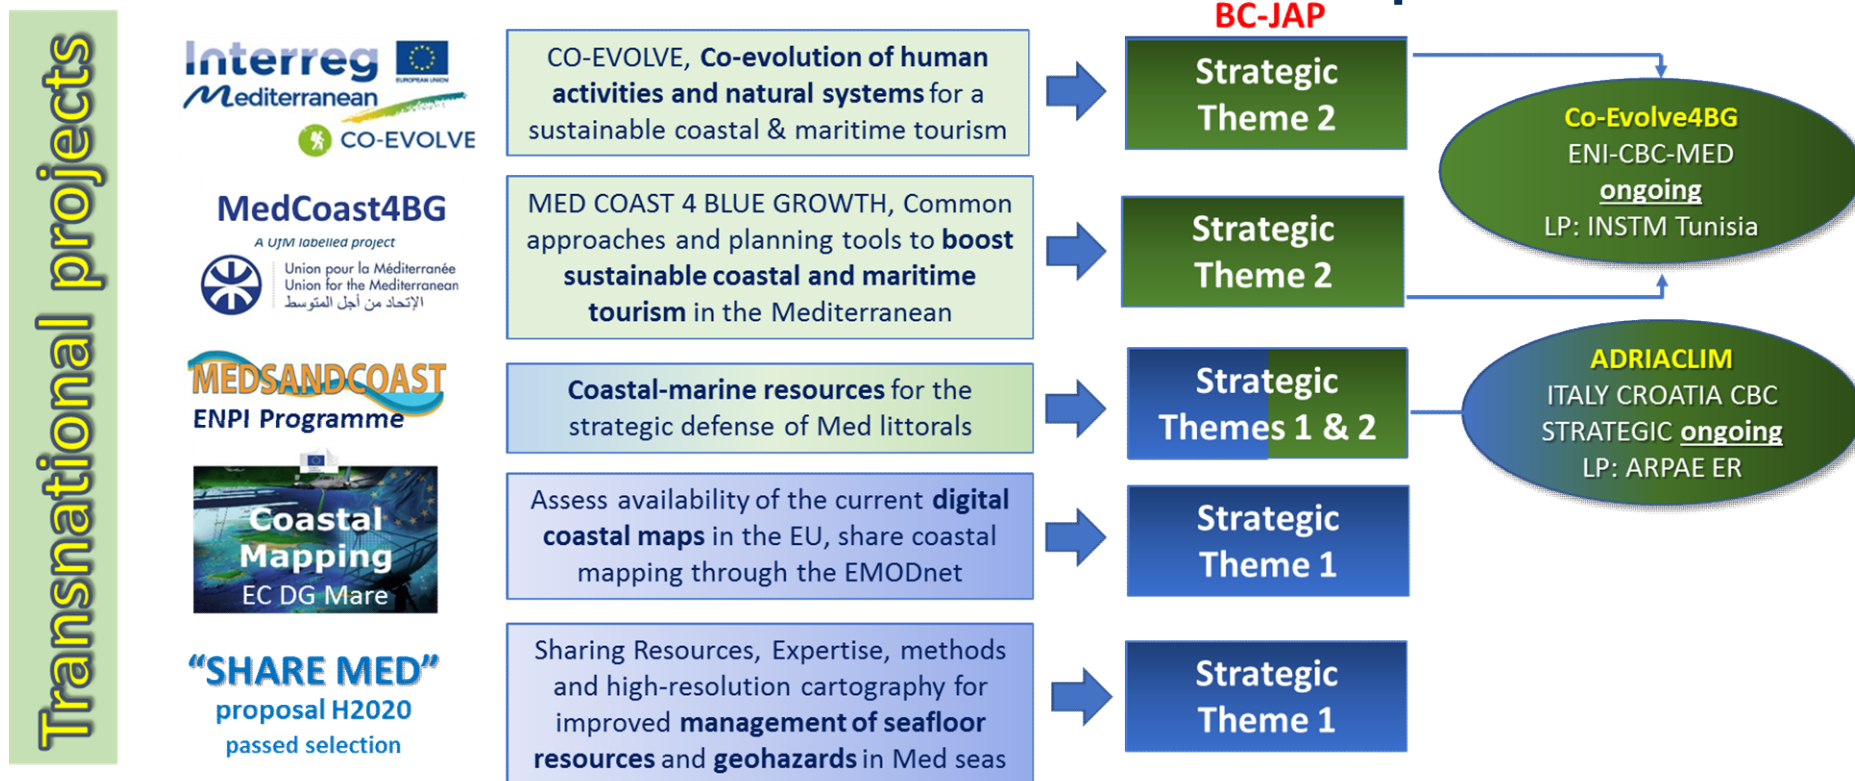 Transnational projects
BC-JAP
Interreg
EUROPEAN UNION
Mediterranean
CO-EVOLVE
CO-EVOLVE, Co-evolution of human
activities and natural systems for a
sustainable coastal & maritime tourism
Strategic
Theme 2
Co-Evolve4BG
ENI-CBC-MED
ongoing
LP: INSTM Tunisia
MedCoast4BG
A UfM labelled project
Union pour la Méditerranée
Union for the Mediterranean
الإتحاد من أجل المتوسط
MED COAST 4 BLUE GROWTH, Common
approaches and planning tools to boost
sustainable coastal and maritime
tourism in the Mediterranean
Strategic
Theme 2
MEDSANDCOAST
ENPI Programme
Coastal-marine resources for the
strategic defense of Med littorals
Strategic
Themes 1 & 2
ADRIACLIM
ITALY CROATIA CBC
STRATEGIC ongoing
LP: ARPAE ER
Coastal
Mapping
EC DG Mare
Assess availability of the current digital
coastal maps in the EU, share coastal
mapping through the EMODnet
Strategic
Theme 1
“SHARE MED”
proposal H2020
passed selection
Sharing Resources, Expertise, methods
and high-resolution cartography for
improved management of seafloor
resources and geohazards in Med seas
Strategic
Theme 1